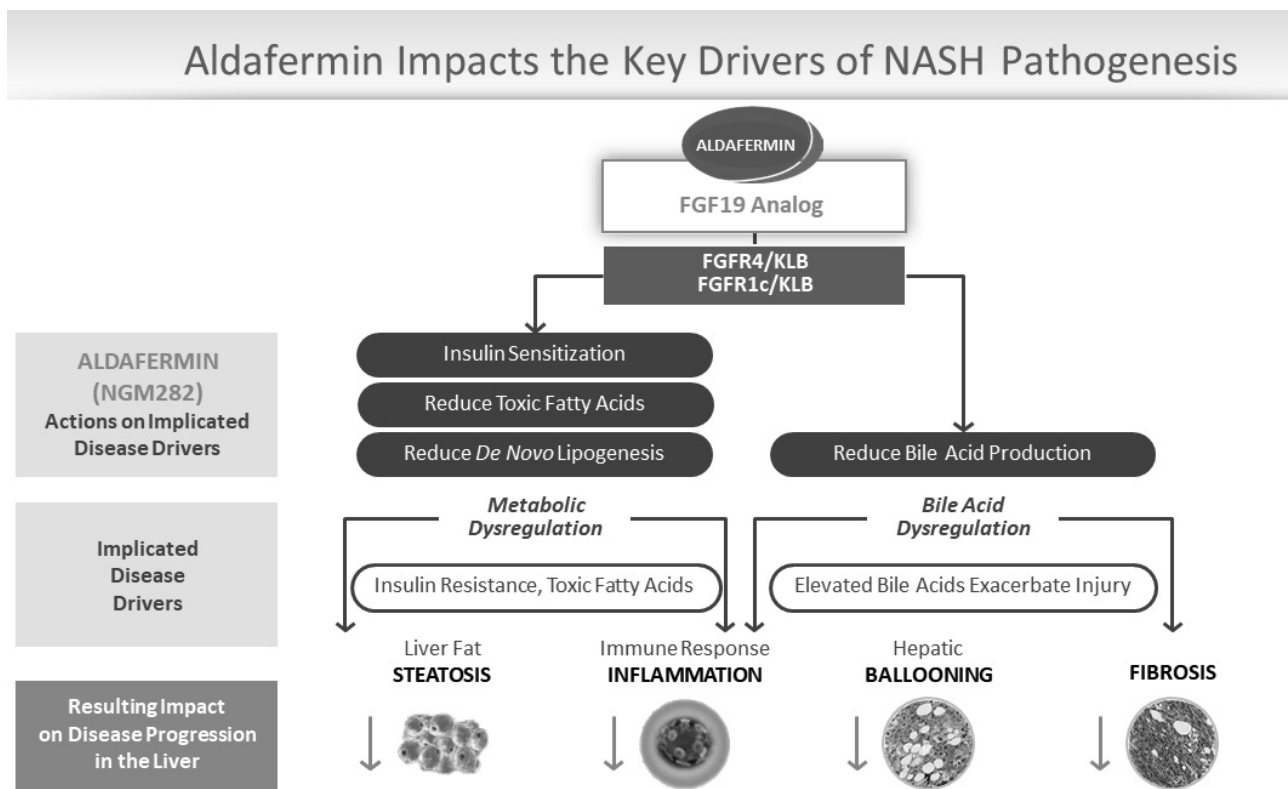 Aldafermin Impacts the Key Drivers of NASH Pathogenesis
ALDAFERMIN
FGF19 Analog
FGFR4/KLB
FGFR1c/KLB
ALDAFERMIN
(NGM282)
Actions on Implicated
Disease Drivers
Insulin Sensitization
Reduce Toxic Fatty Acids
Reduce De Novo Lipogenesis
Reduce Bile Acid Production
Implicated
Disease
Drivers
Metabolic
Dysregulation
Bile Acid
Dysregulation
Insulin Resistance, Toxic Fatty Acids
Elevated Bile Acids Exacerbate Injury
Liver Fat
STEATOSIS
Immune Response
INFLAMMATION
Hepatic
BALLOONING
FIBROSIS
Resulting Impact
on Disease Progression
in the Liver